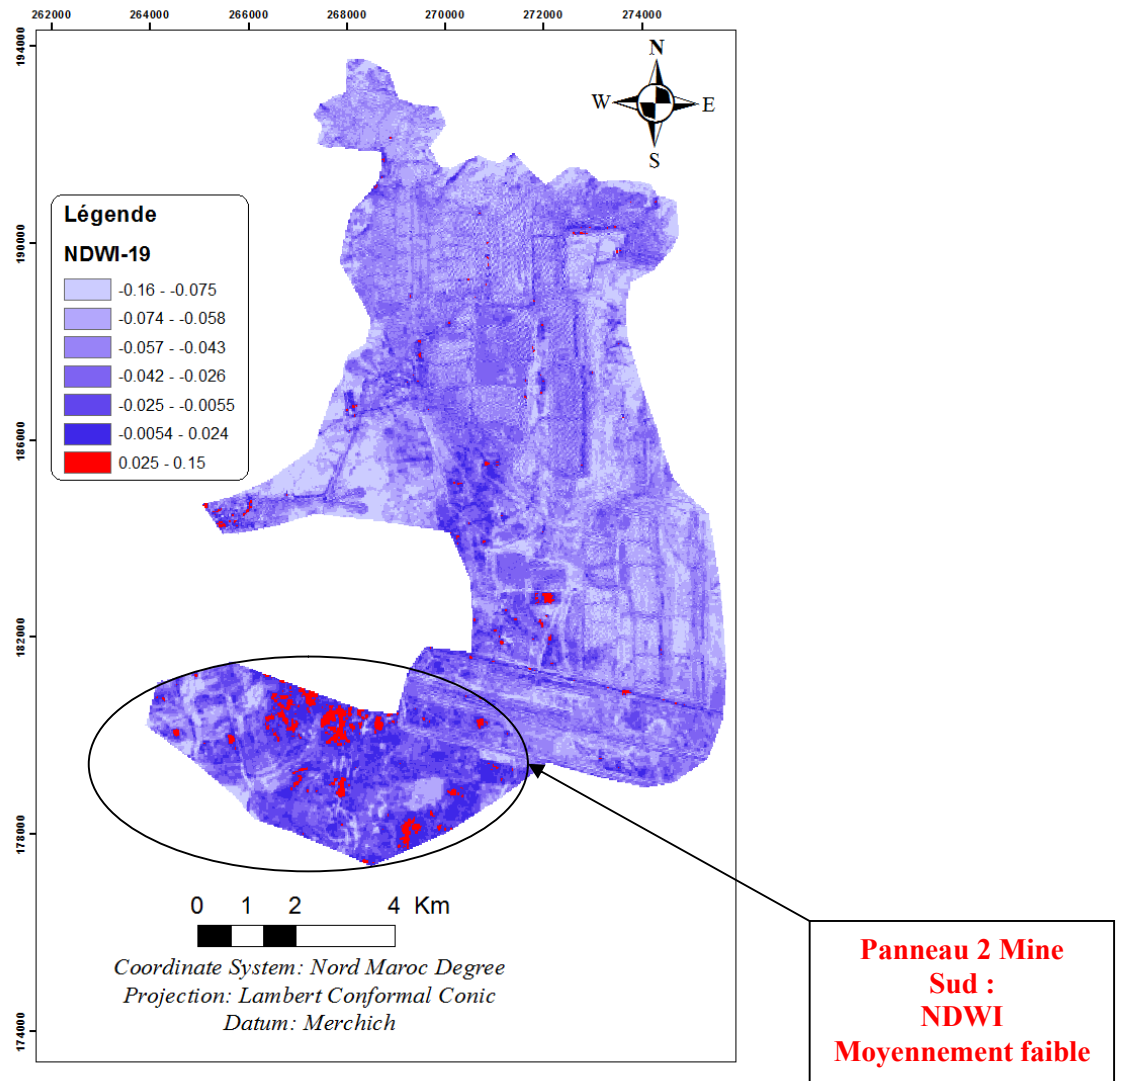 262000 264000 266000 268000 270000 272000 274000
194000
190000
186000
182000
178000
174000
N
W E
S
Légende
NDWI-19
-0.16 - -0.075
-0.074 - -0.058
-0.057 - -0.043
-0.042 - -0.026
-0.025 - -0.0055
-0.0054 - 0.024
0.025 - 0.15
0 1 2 4 Km
Coordinate System: Nord Maroc Degree
Projection: Lambert Conformal Conic
Datum: Merchich
Panneau 2 Mine
Sud :
NDWI
Moyennement faible